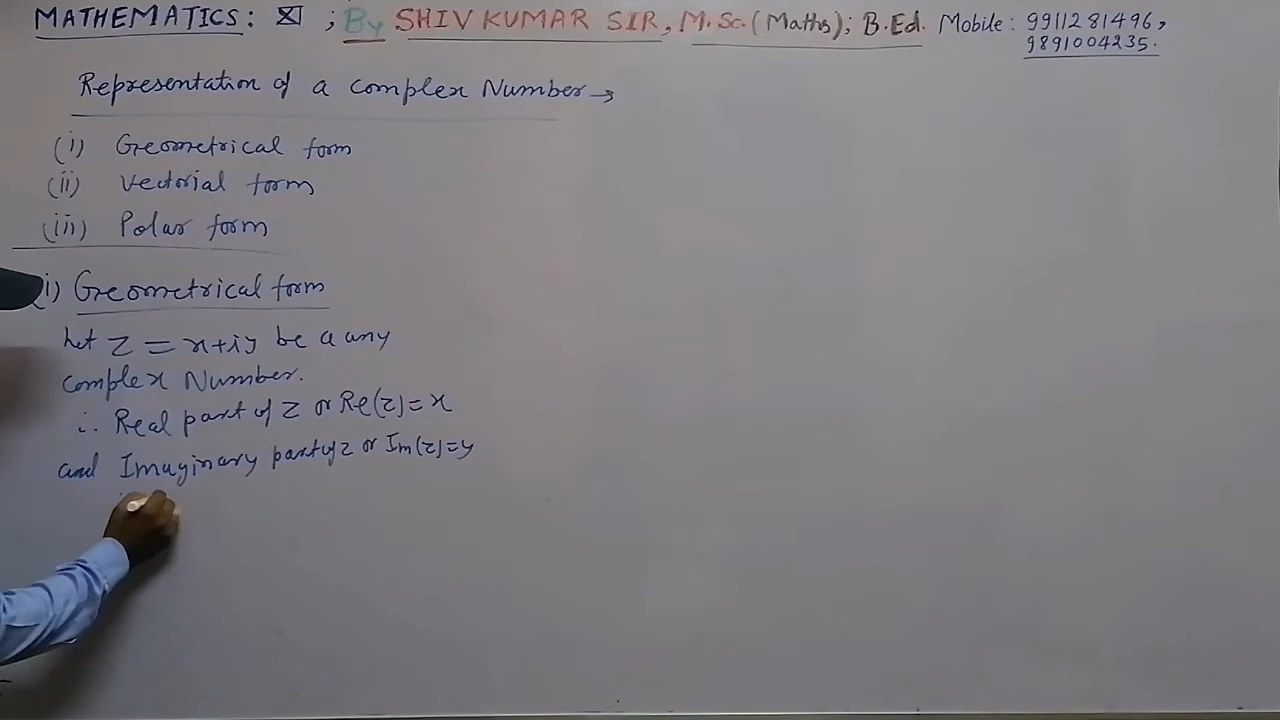 MATHEMATICS: XI ; By SHIV KUMAR SIR, M.Sc.(Maths); B.Ed. Mobile: 9911281496,
9891004235.
Representation of a complex Number →
(i) Geometrical form
(ii) Vectorial form
(iii) Polar form
(i) Geometrical form
Let z = x+iy be a any
complex Number.
∴ Real part of z or Re(z)=x
and Imaginary part of z or Im(z)=y